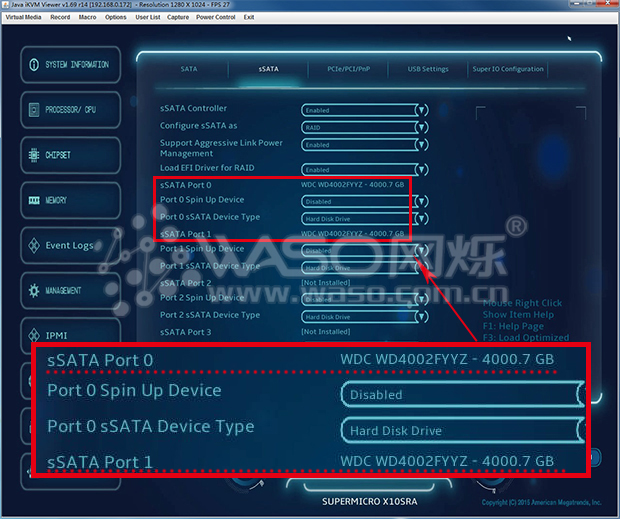 Java iKVM Viewer v1.69 r14 [192.168.0.172] - Resolution 1280 X 1024 - FPS 27
Virtual Media Record Macro Options User List Capture Power Control Exit
SATA sSATA PCIe/PCI/PnP USB Settings Super IO Configuration
SYSTEM INFORMATION
PROCESSOR/ CPU
CHIPSET
MEMORY
Event Logs
MANAGEMENT
IPMI
sSATA Controller Enabled
Configure sSATA as RAID
Support Aggressive Link Power Enabled
Management
Load EFI Driver for RAID Enabled
sSATA Port 0 WDC WD4002FYYZ - 4000.7 GB
Port 0 Spin Up Device Disabled
Port 0 sSATA Device Type Hard Disk Drive
sSATA Port 1 WDC WD4002FYYZ - 4000.7 GB
Port 1 Spin Up Device Disabled
Port 1 sSATA Device Type Hard Disk Drive
sSATA Port 2 [Not Installed]
Port 2 Spin Up Device Disabled
Port 2 sSATA Device Type Hard Disk Drive
sSATA Port 3 [Not Installed]
WASO网烁®
www.waso.com.cn
Mouse Right Click
Show Item Help
F1: Help Page
F3: Load Optimized
sSATA Port 0 WDC WD4002FYYZ - 4000.7 GB
Port 0 Spin Up Device Disabled
Port 0 sSATA Device Type Hard Disk Drive
sSATA Port 1 WDC WD4002FYYZ - 4000.7 GB
SUPERMICRO X10SRA
Copyright (C) 2015 American Megatrends, Inc.